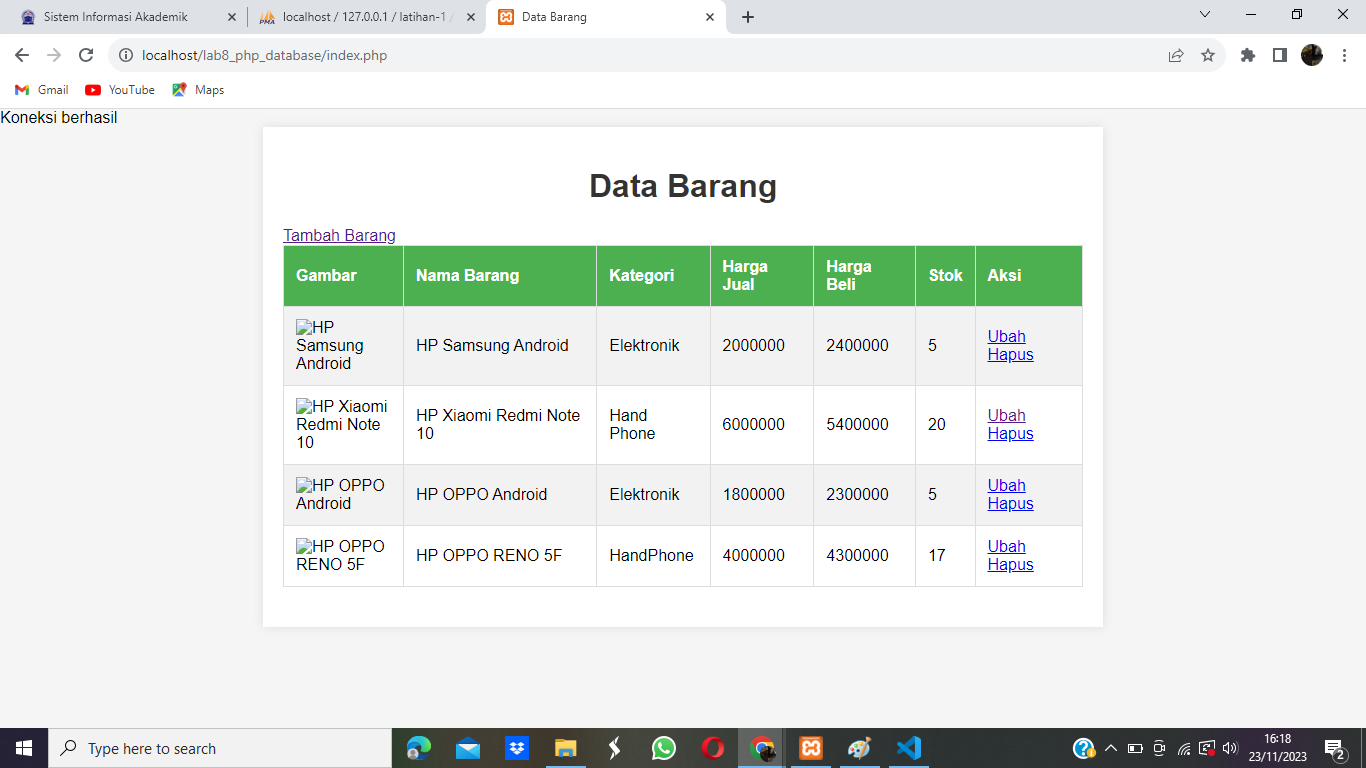 Sistem Informasi Akademik
localhost / 127.0.0.1 / latihan-1 /
Data Barang
localhost/lab8_php_database/index.php
Gmail
YouTube
Maps
Koneksi berhasil
Data Barang
Tambah Barang
Gambar
Nama Barang
Kategori
Harga
Jual
Harga
Beli
Stok
Aksi
HP
Samsung
Android
HP Samsung Android
Elektronik
2000000
2400000
5
Ubah
Hapus
HP Xiaomi
Redmi Note
10
HP Xiaomi Redmi Note
10
Hand
Phone
6000000
5400000
20
Ubah
Hapus
HP OPPO
Android
HP OPPO Android
Elektronik
1800000
2300000
5
Ubah
Hapus
HP OPPO
RENO 5F
HP OPPO RENO 5F
HandPhone
4000000
4300000
17
Ubah
Hapus
Type here to search
16:18
23/11/2023
2